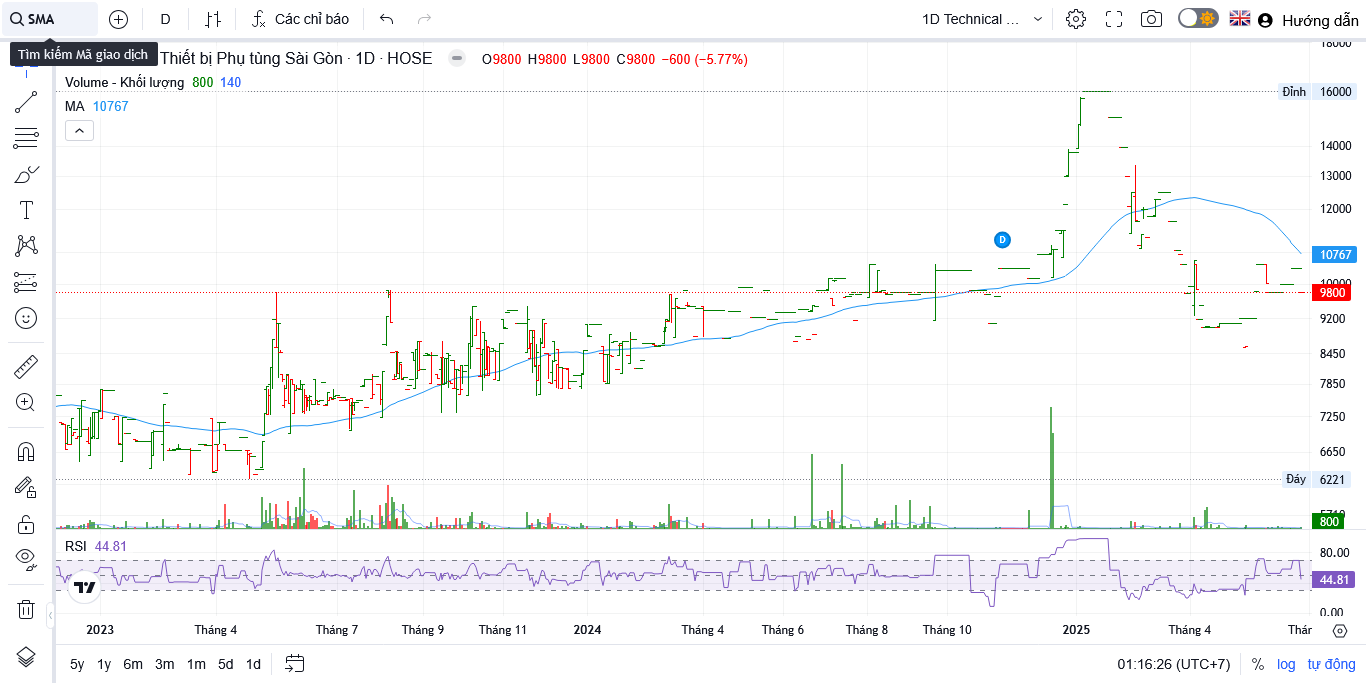 SMA
D
Các chỉ báo
1D Technical ...
Hướng dẫn
Tìm kiếm Mã giao dịch
Thiết bị Phụ tùng Sài Gòn · 1D · HOSE
O9800 H9800 L9800 C9800 −600 (−5.77%)
Volume - Khối lượng 800 140
MA 10767
18000
Đỉnh 16000
14000
13000
12000
D
10767
10000
9800
9200
8450
7850
7250
6650
Đáy 6221
5710
800
RSI 44.81
80.00
44.81
0.00
2023 Tháng 4 Tháng 7 Tháng 9 Tháng 11 2024 Tháng 4 Tháng 6 Tháng 8 Tháng 10 2025 Tháng 4 Thár
5y 1y 6m 3m 1m 5d 1d
01:16:26 (UTC+7) % log tự động